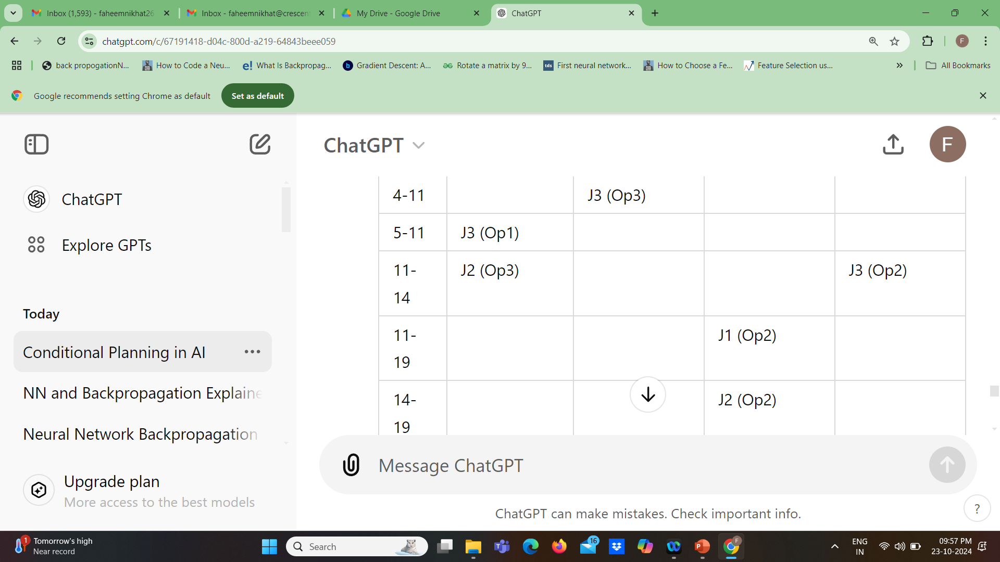 Inbox (1,593) - faheemnikhat26
Inbox - faheemnikhat@crescent
My Drive - Google Drive
ChatGPT
chatgpt.com/c/67191418-d04c-800d-a219-64843beee059
F
back propogationN...
How to Code a Neu...
e! What Is Backpropag...
b Gradient Descent: A...
Rotate a matrix by 9...
tds First neural network...
How to Choose a Fe...
Feature Selection us...
All Bookmarks
Google recommends setting Chrome as default
Set as default
ChatGPT
Explore GPTs
Today
Conditional Planning in AI
NN and Backpropagation Explaine
Neural Network Backpropagation
Upgrade plan
More access to the best models
ChatGPT
F
4-11 J3 (Op3)
5-11 J3 (Op1)
11- J2 (Op3) J3 (Op2)
14
11- J1 (Op2)
19
14- J2 (Op2)
19
Message ChatGPT
ChatGPT can make mistakes. Check important info.
?
1
Tomorrow's high
Near record
Search
16
P
F
ENG
IN
09:57 PM
23-10-2024